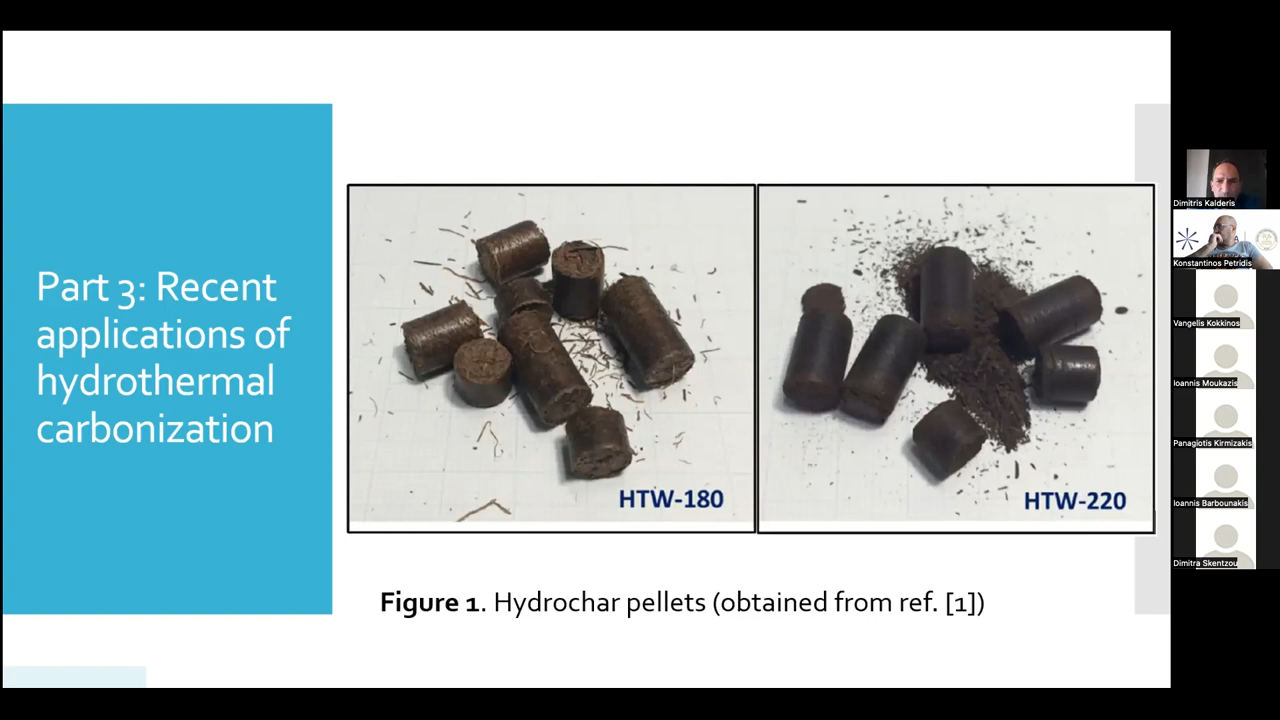 Part 3: Recent
applications of
hydrothermal
carbonization
HTW-180
HTW-220
Figure 1. Hydrochar pellets (obtained from ref. [1])
Dimitris Kalderis
Konstantinos Petridis
Vangelis Kokkinos
Ioannis Moukazis
Panagiotis Kirmizakis
Ioannis Barbounakis
Dimitra Skentzou